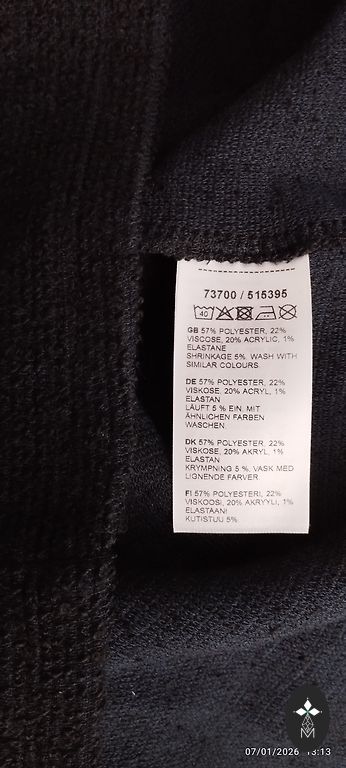 73700 / 515395
40
GB 57% POLYESTER, 22%
VISCOSE, 20% ACRYLIC, 1%
ELASTANE
SHRINKAGE 5%. WASH WITH
SIMILAR COLOURS.
DE 57% POLYESTER, 22%
VISKOSE, 20% ACRYL, 1%
ELASTAN
LÄUFT 5 % EIN. MIT
ÄHNLICHEN FARBEN
WASCHEN.
DK 57% POLYESTER, 22%
VISKOSE, 20% AKRYL, 1%
ELASTAN
KRYMPNING 5 %. VASK MED
LIGNENDE FARVER.
FI 57% POLYESTERI, 22%
VISKOOSI, 20% AKRYYLI, 1%
ELASTAANI
KUTISTUU 5%.
07/01/2026 13:13